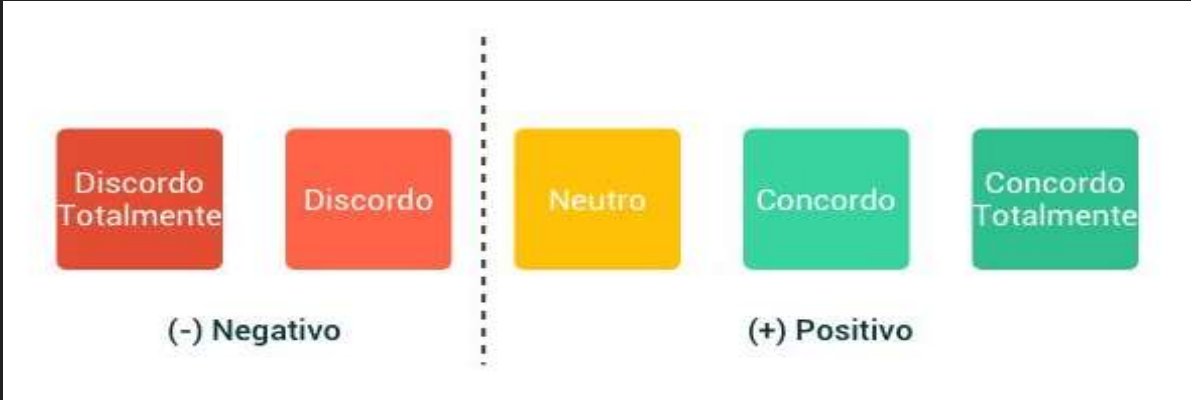 Discordo
Totalmente
Discordo
Neutro
Concordo
Concordo
Totalmente
(-) Negativo
(+) Positivo